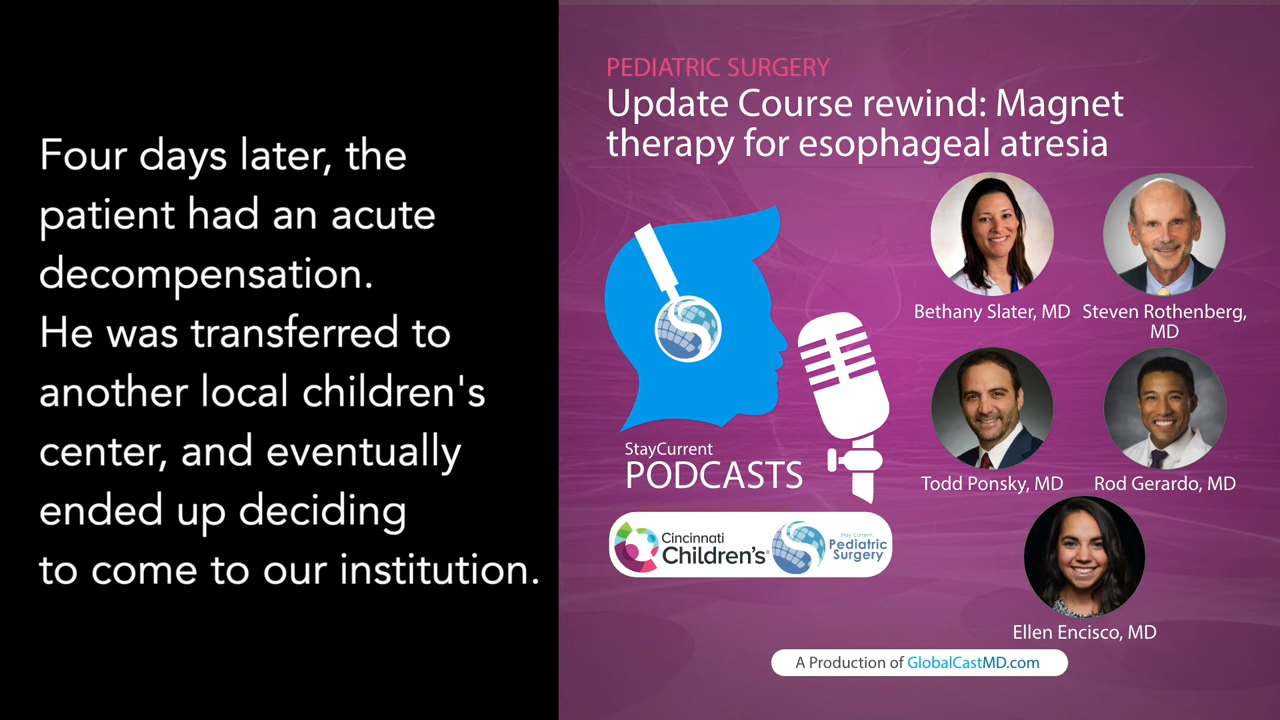 Four days later, the
patient had an acute
decompensation.
He was transferred to
another local children's
center, and eventually
ended up deciding
to come to our institution.
PEDIATRIC SURGERY
Update Course rewind: Magnet
therapy for esophageal atresia
Bethany Slater, MD
Steven Rothenberg,
MD
Todd Ponsky, MD
Rod Gerardo, MD
Ellen Encisco, MD
StayCurrent
PODCASTS
Cincinnati
Children's
Stay Current
Pediatric
Surgery
A Production of GlobalCastMD.com